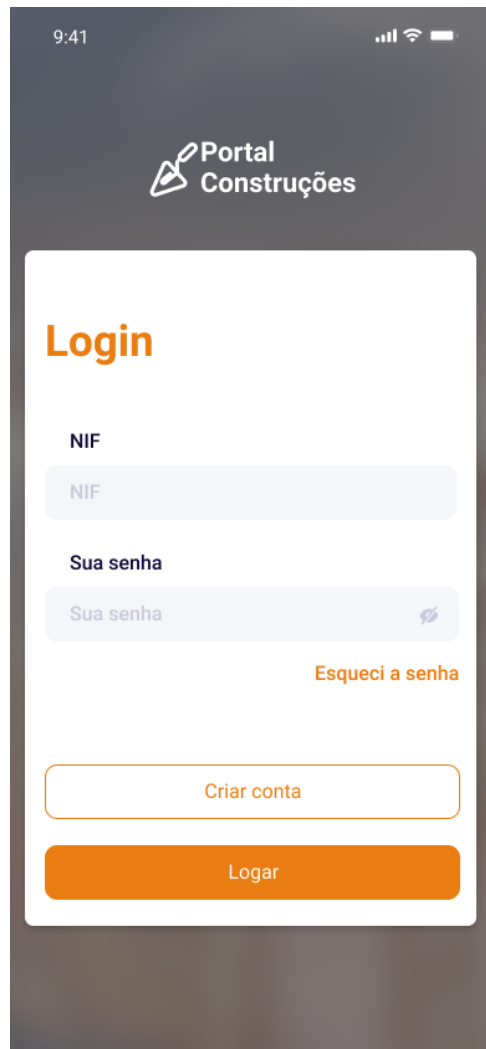 9:41
Portal
Construções
Login
NIF
NIF
Sua senha
Sua senha
Esqueci a senha
Criar conta
Logar